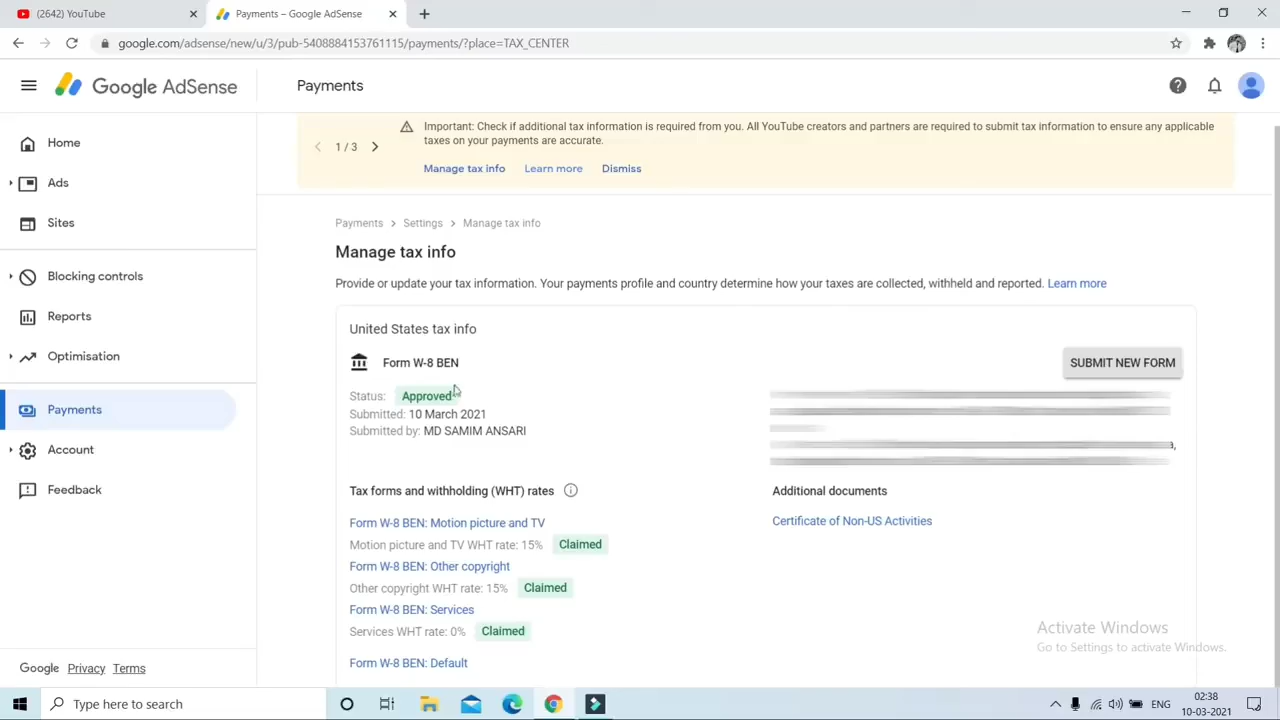 (2642) YouTube
Payments – Google AdSense
google.com/adsense/new/u/3/pub-5408884153761115/payments/?place=TAX_CENTER
Google AdSense
Payments
Home
Ads
Sites
Blocking controls
Reports
Optimisation
Payments
Account
Feedback
Google Privacy Terms
1 / 3
Important: Check if additional tax information is required from you. All YouTube creators and partners are required to submit tax information to ensure any applicable
taxes on your payments are accurate.
Manage tax info Learn more Dismiss
Payments > Settings > Manage tax info
Manage tax info
Provide or update your tax information. Your payments profile and country determine how your taxes are collected, withheld and reported. Learn more
United States tax info
Form W-8 BEN
SUBMIT NEW FORM
Status: Approved
Submitted: 10 March 2021
Submitted by: MD SAMIM ANSARI
Tax forms and withholding (WHT) rates
Form W-8 BEN: Motion picture and TV
Motion picture and TV WHT rate: 15% Claimed
Form W-8 BEN: Other copyright
Other copyright WHT rate: 15% Claimed
Form W-8 BEN: Services
Services WHT rate: 0% Claimed
Form W-8 BEN: Default
Additional documents
Certificate of Non-US Activities
Activate Windows
Go to Settings to activate Windows.
Type here to search
ENG
02:38
10-03-2021